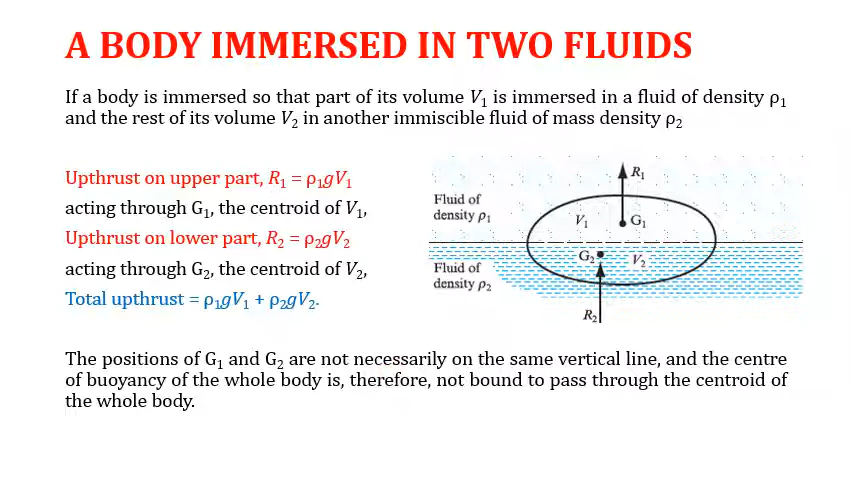 A BODY IMMERSED IN TWO FLUIDS
If a body is immersed so that part of its volume V₁ is immersed in a fluid of density ρ₁
and the rest of its volume V₂ in another immiscible fluid of mass density ρ₂
Upthrust on upper part, R₁ = ρ₁gV₁
acting through G₁, the centroid of V₁,
Upthrust on lower part, R₂ = ρ₂gV₂
acting through G₂, the centroid of V₂,
Total upthrust = ρ₁gV₁ + ρ₂gV₂.
R₁
Fluid of
density ρ₁
V₁
G₁
G₂
V₂
Fluid of
density ρ₂
R₂
The positions of G₁ and G₂ are not necessarily on the same vertical line, and the centre
of buoyancy of the whole body is, therefore, not bound to pass through the centroid of
the whole body.